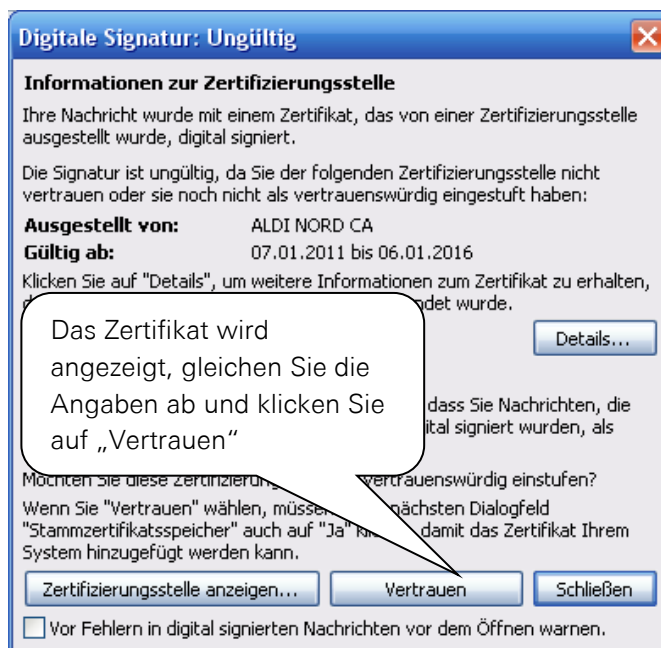 Digitale Signatur: Ungültig
Informationen zur Zertifizierungsstelle
Ihre Nachricht wurde mit einem Zertifikat, das von einer Zertifizierungsstelle
ausgestellt wurde, digital signiert.
Die Signatur ist ungültig, da Sie der folgenden Zertifizierungsstelle nicht
vertrauen oder sie noch nicht als vertrauenswürdig eingestuft haben:
Ausgestellt von: ALDI NORD CA
Gültig ab: 07.01.2011 bis 06.01.2016
Klicken Sie auf "Details", um weitere Informationen zum Zertifikat zu erhalten,
wurde.
Das Zertifikat wird
angezeigt, gleichen Sie die
Angaben ab und klicken Sie
auf „Vertrauen“
Details...
dass Sie Nachrichten, die
signiert wurden, als
Möchten Sie diese vertrauenswürdig einstufen?
Wenn Sie "Vertrauen" wählen, nächsten Dialogfeld
"Stammzertifikatsspeicher" auch auf "Ja" damit das Zertifikat Ihrem
System hinzugefügt werden kann.
Zertifizierungsstelle anzeigen... Vertrauen Schließen
Vor Fehlern in digital signierten Nachrichten vor dem Öffnen warnen.